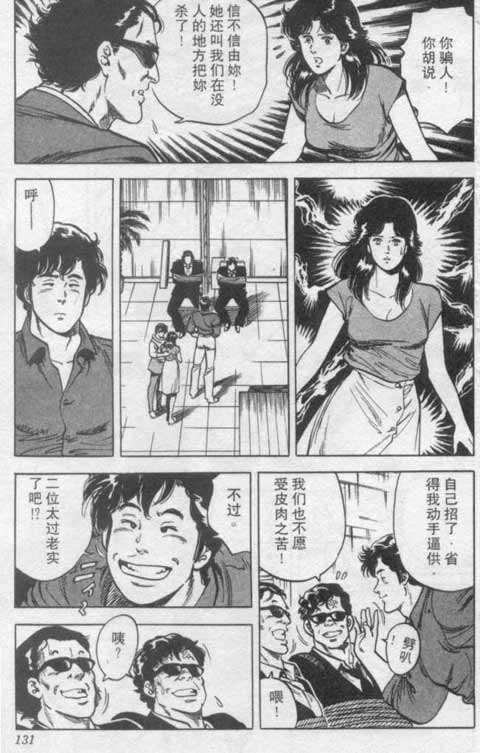 你骗人！
你胡说．
信不信由妳！
她还叫我们在没
人的地方把妳
杀了！
呼—
自己招了．省
得我动手逼供．
劈叭！
我们也不愿
受皮肉之苦！
喂！
不过。
二位太过老实
了吧!?
咦？
131